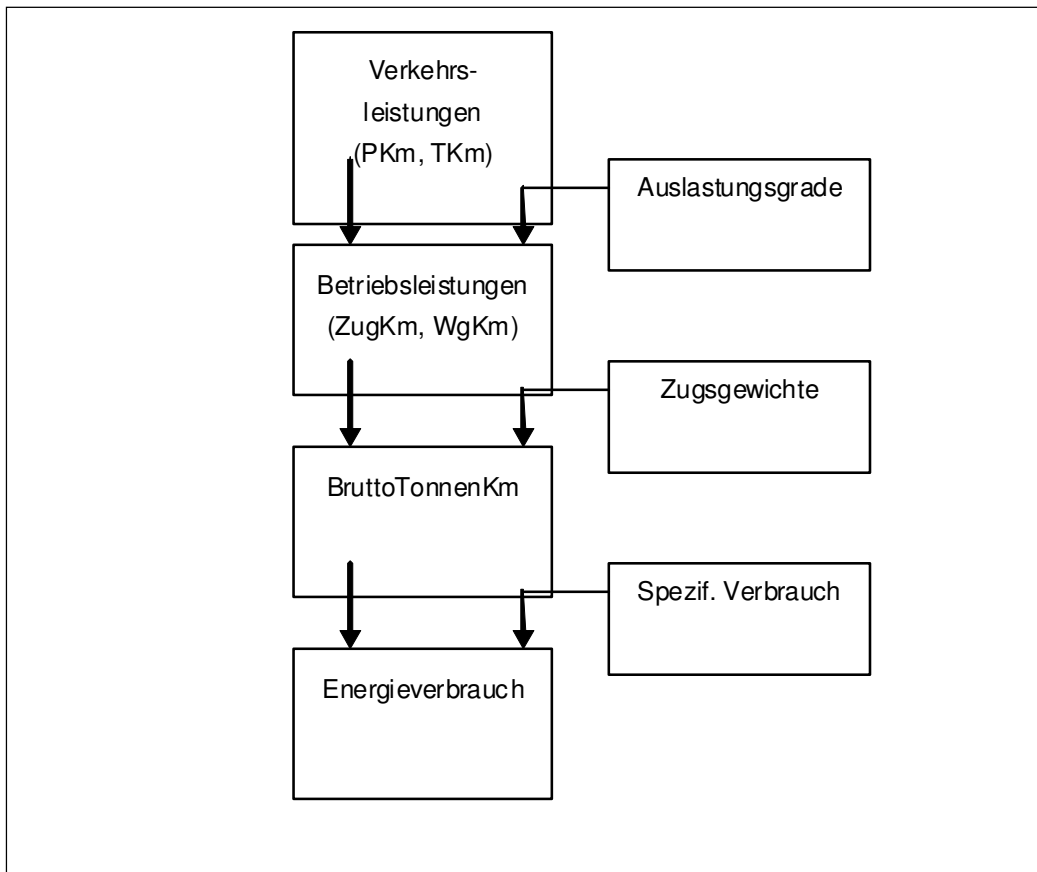 Verkehrs-
leistungen
(PKm, TKm)
Auslastungsgrade
Betriebsleistungen
(ZugKm, WgKm)
Zugsgewichte
BruttoTonnenKm
Spezif. Verbrauch
Energieverbrauch